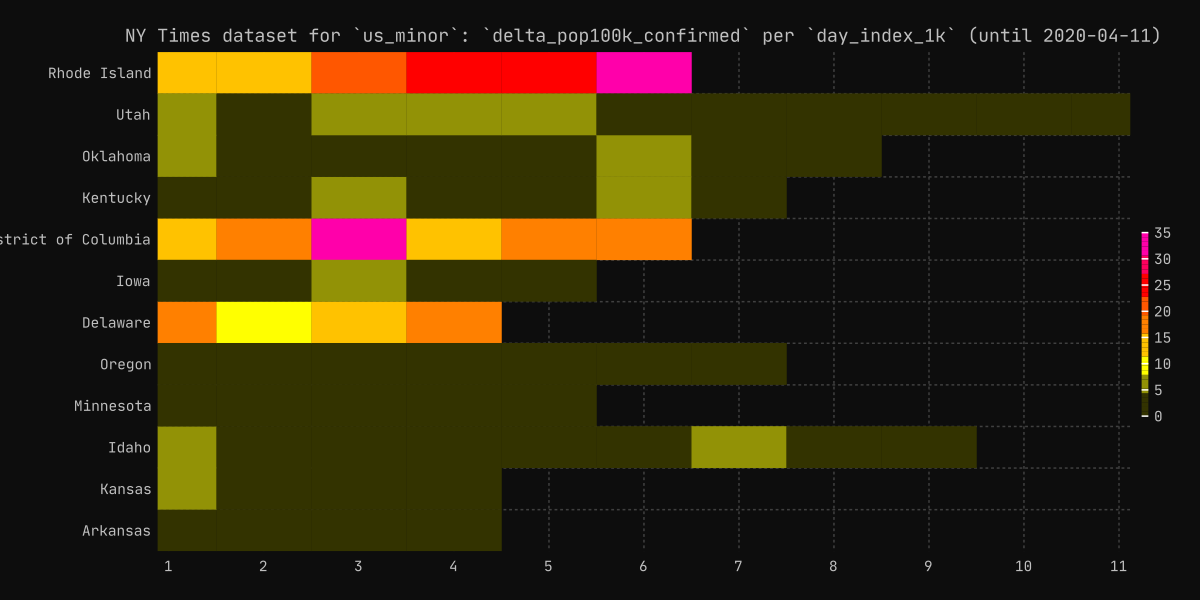 NY Times dataset for `us_minor`: `delta_pop100k_confirmed` per `day_index_1k` (until 2020-04-11)
Rhode Island
Utah
Oklahoma
Kentucky
strict of Columbia
Iowa
Delaware
Oregon
Minnesota
Idaho
Kansas
Arkansas
35
30
25
20
15
10
5
0
1 2 3 4 5 6 7 8 9 10 11